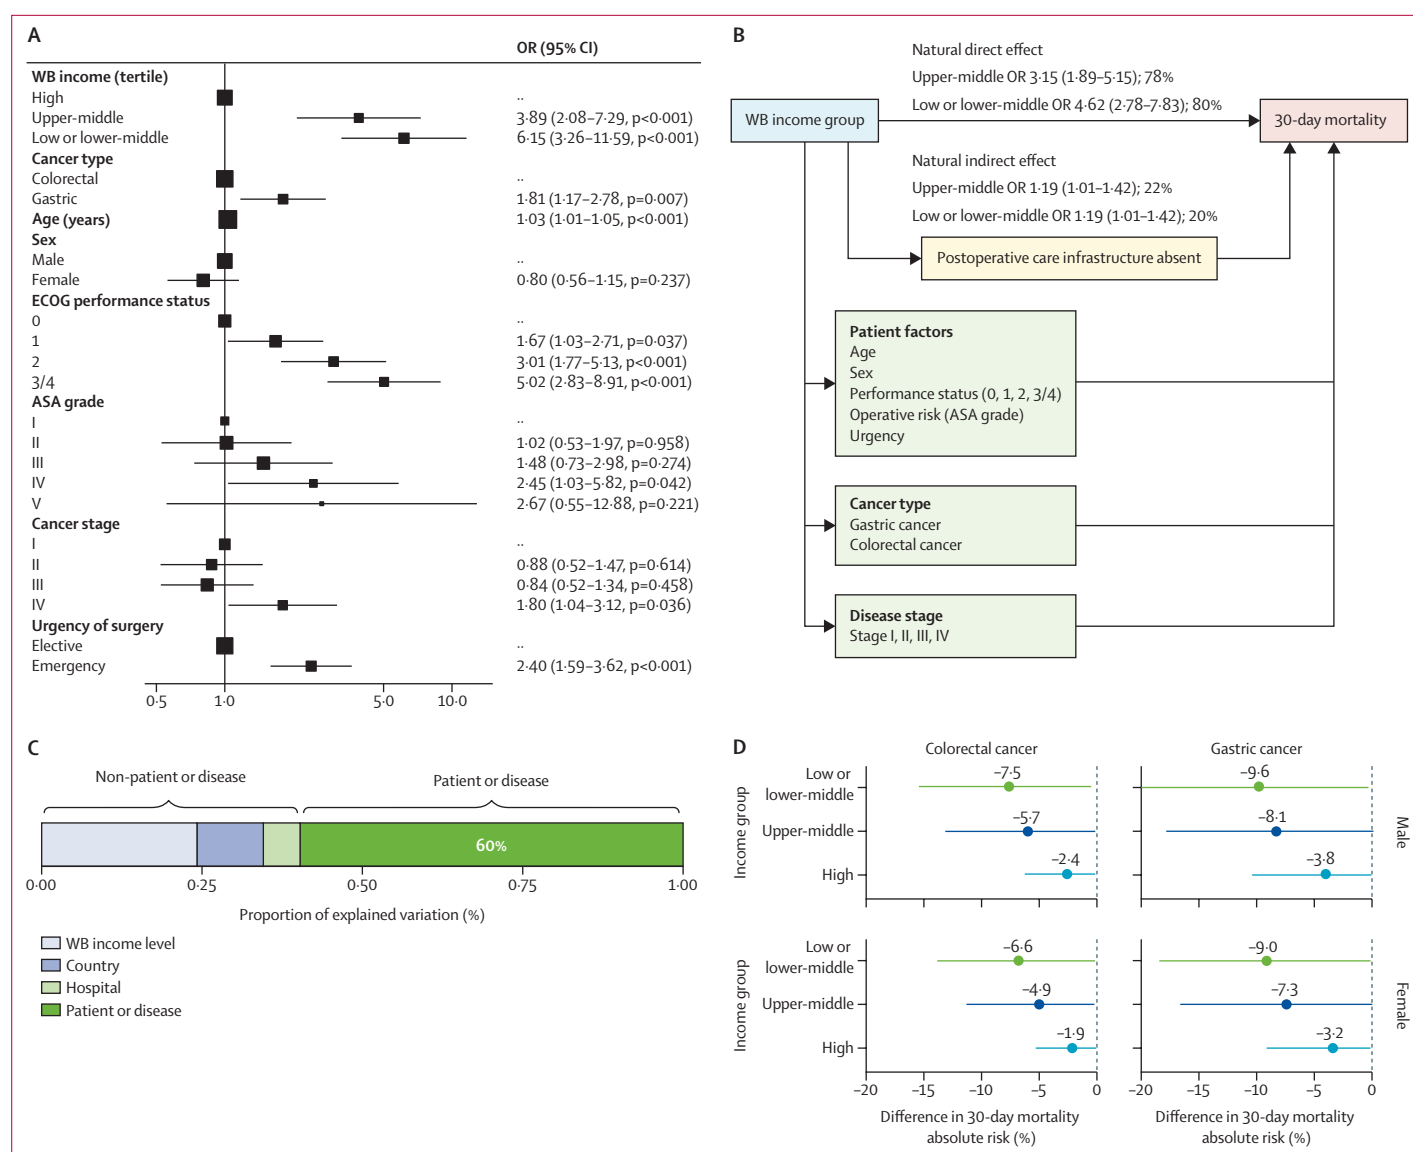 A
OR (95% CI)
WB income (tertile)
High ··
Upper-middle 3·89 (2·08–7·29, p<0·001)
Low or lower-middle 6·15 (3·26–11·59, p<0·001)
Cancer type
Colorectal ··
Gastric 1·81 (1·17–2·78, p=0·007)
Age (years) 1·03 (1·01–1·05, p<0·001)
Sex
Male ··
Female 0·80 (0·56–1·15, p=0·237)
ECOG performance status
0 ··
1 1·67 (1·03–2·71, p=0·037)
2 3·01 (1·77–5·13, p<0·001)
3/4 5·02 (2·83–8·91, p<0·001)
ASA grade
I ··
II 1·02 (0·53–1·97, p=0·958)
III 1·48 (0·73–2·98, p=0·274)
IV 2·45 (1·03–5·82, p=0·042)
V 2·67 (0·55–12·88, p=0·221)
Cancer stage
I ··
II 0·88 (0·52–1·47, p=0·614)
III 0·84 (0·52–1·34, p=0·458)
IV 1·80 (1·04–3·12, p=0·036)
Urgency of surgery
Elective ··
Emergency 2·40 (1·59–3·62, p<0·001)
0·5 1·0 5·0 10·0
B
Natural direct effect
Upper-middle OR 3·15 (1·89–5·15); 78%
Low or lower-middle OR 4·62 (2·78–7·83); 80%
WB income group
30-day mortality
Natural indirect effect
Upper-middle OR 1·19 (1·01–1·42); 22%
Low or lower-middle OR 1·19 (1·01–1·42); 20%
Postoperative care infrastructure absent
Patient factors
Age
Sex
Performance status (0, 1, 2, 3/4)
Operative risk (ASA grade)
Urgency
Cancer type
Gastric cancer
Colorectal cancer
Disease stage
Stage I, II, III, IV
C
Non-patient or disease Patient or disease
60%
0·00 0·25 0·50 0·75 1·00
Proportion of explained variation (%)
WB income level
Country
Hospital
Patient or disease
D
Colorectal cancer Gastric cancer
Income group
Low or
lower-middle
–7·5 –9·6
Upper-middle –5·7 –8·1
High –2·4 –3·8
Male
Income group
Low or
lower-middle
–6·6 –9·0
Upper-middle –4·9 –7·3
High –1·9 –3·2
Female
–20 –15 –10 –5 0 –20 –15 –10 –5 0
Difference in 30-day mortality
absolute risk (%)
Difference in 30-day mortality
absolute risk (%)